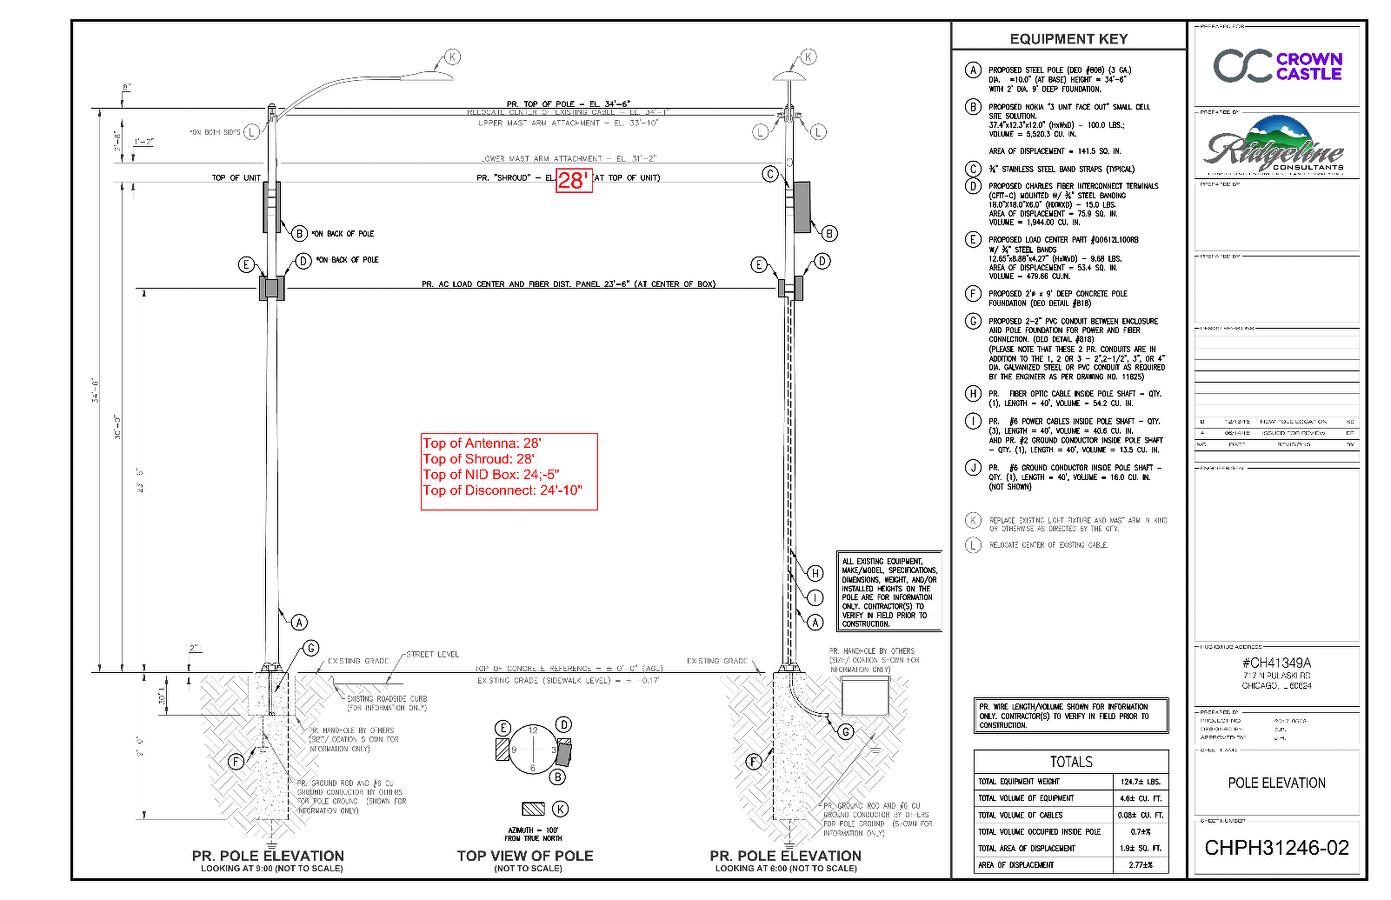 K
K
8"
PR. TOP OF POLE - EL. 34'-6"
RELOCATE CENTER OF EXISTING CABLE - EL. 34'-1"
UPPER MAST ARM ATTACHMENT - EL. 33'-10"
*ON BOTH SIDES
L
L
L
1'-2"
LOWER MAST ARM ATTACHMENT - EL. 31'-2"
TOP OF UNIT
PR. "SHROUD" - EL. 28' (AT TOP OF UNIT)
C
B
*ON BACK OF POLE
B
E
D
*ON BACK OF POLE
E
D
PR. AC LOAD CENTER AND FIBER DIST. PANEL 23'-6" (AT CENTER OF BOX)
34'-6"
30'-0"
23'-6"
Top of Antenna: 28'
Top of Shroud: 28'
Top of NID Box: 24;-5"
Top of Disconnect: 24'-10"
H
I
A
A
G
ALL EXISTING EQUIPMENT,
MAKE/MODEL, SPECIFICATIONS,
DIMENSIONS, WEIGHT, AND/OR
INSTALLED HEIGHTS ON THE
POLE ARE FOR INFORMATION
ONLY. CONTRACTOR(S) TO
VERIFY IN FIELD PRIOR TO
CONSTRUCTION.
2"
EXISTING GRADE
STREET LEVEL
TOP OF CONCRETE REFERENCE - ± 0'-0" (AGL)
EXISTING GRADE (SIDEWALK LEVEL) = ± -0.17'
EXISTING GRADE
PR. HANDHOLE BY OTHERS
(SIZE/LOCATION SHOWN FOR
INFORMATION ONLY)
EXISTING ROADSIDE CURB
(FOR INFORMATION ONLY)
PR. HANDHOLE BY OTHERS
(SIZE/LOCATION SHOWN FOR
INFORMATION ONLY)
F
PR. GROUND ROD AND #6 CU
GROUND CONDUCTOR BY OTHERS
FOR POLE GROUND (SHOWN FOR
INFORMATION ONLY)
E
D
12
9
3
6
B
K
AZIMUTH - 100°
FROM TRUE NORTH
G
F
PR. GROUND ROD AND #6 CU
GROUND CONDUCTOR BY OTHERS
FOR POLE GROUND (SHOWN FOR
INFORMATION ONLY)
PR. POLE ELEVATION
LOOKING AT 9:00 (NOT TO SCALE)
TOP VIEW OF POLE
(NOT TO SCALE)
PR. POLE ELEVATION
LOOKING AT 6:00 (NOT TO SCALE)
EQUIPMENT KEY
A PROPOSED STEEL POLE (DEO #808) (3 GA.)
DIA. =10.0" (AT BASE) HEIGHT = 34'-6"
WITH 2' DIA. 9' DEEP FOUNDATION.
B PROPOSED NOKIA "3 UNIT FACE OUT" SMALL CELL
SITE SOLUTION.
37.4"x12.3"x12.0" (HxWxD) - 100.0 LBS.;
VOLUME = 5,520.3 CU. IN.
AREA OF DISPLACEMENT = 141.5 SQ. IN.
C ¾" STAINLESS STEEL BAND STRAPS (TYPICAL)
D PROPOSED CHARLES FIBER INTERCONNECT TERMINALS
(CFIT-C) MOUNTED W/ ¾" STEEL BANDING
18.0"X18.0"X6.0" (HXWXD) - 15.0 LBS.
AREA OF DISPLACEMENT = 75.9 SQ. IN.
VOLUME = 1,944.00 CU. IN.
E PROPOSED LOAD CENTER PART #QO612L100RB
W/ ¾" STEEL BANDS
12.65"x8.88"x4.27" (HxWxD) - 9.68 LBS.
AREA OF DISPLACEMENT = 53.4 SQ. IN.
VOLUME = 479.66 CU.IN.
F PROPOSED 2'ø x 9' DEEP CONCRETE POLE
FOUNDATION (DEO DETAIL #818)
G PROPOSED 2-2" PVC CONDUIT BETWEEN ENCLOSURE
AND POLE FOUNDATION FOR POWER AND FIBER
CONNECTION. (DEO DETAIL #818)
(PLEASE NOTE THAT THESE 2 PR. CONDUITS ARE IN
ADDITION TO THE 1, 2 OR 3 - 2",2-1/2", 3", OR 4"
DIA. GALVANIZED STEEL OR PVC CONDUIT AS REQUIRED
BY THE ENGINEER AS PER DRAWING NO. 11825)
H PR. FIBER OPTIC CABLE INSIDE POLE SHAFT - QTY.
(1), LENGTH = 40', VOLUME = 54.2 CU. IN.
I PR. #6 POWER CABLES INSIDE POLE SHAFT - QTY.
(3), LENGTH = 40', VOLUME = 40.6 CU. IN.
AND PR. #2 GROUND CONDUCTOR INSIDE POLE SHAFT
- QTY. (1), LENGTH = 40', VOLUME = 13.5 CU. IN.
J PR. #6 GROUND CONDUCTOR INSIDE POLE SHAFT -
QTY. (1), LENGTH = 40', VOLUME = 16.0 CU. IN.
(NOT SHOWN)
K REPLACE EXISTING LIGHT FIXTURE AND MAST ARM IN KIND
OR OTHERWISE AS DIRECTED BY THE CITY.
L RELOCATE CENTER OF EXISTING CABLE.
PR. WIRE LENGTH/VOLUME SHOWN FOR INFORMATION
ONLY. CONTRACTOR(S) TO VERIFY IN FIELD PRIOR TO
CONSTRUCTION.
TOTALS
TOTAL EQUIPMENT WEIGHT 124.7± LBS.
TOTAL VOLUME OF EQUIPMENT 4.6± CU. FT.
TOTAL VOLUME OF CABLES 0.08± CU. FT.
TOTAL VOLUME OCCUPIED INSIDE POLE 0.7±%
TOTAL AREA OF DISPLACEMENT 1.9± SQ. FT.
AREA OF DISPLACEMENT 2.77±%
PREPARED FOR
CROWN
CASTLE
PREPARED BY
Ridgeline
CONSULTANTS
PREPARED BY
PREPARED BY
B 12/12/18 NEW POLE LOCATION
A 06/14/18 ISSUED FOR REVIEW
NO. DATE REVISIONS BY
ENGINEER SEAL
HUB/NODE ADDRESS
#CH41349A
717 N PULASKI RD
CHICAGO, IL 60624
PREPARED BY
PROJECT NO.
DESIGNED BY:
APPROVED BY:
SHEET NAME
POLE ELEVATION
SHEET NUMBER
CHPH31246-02